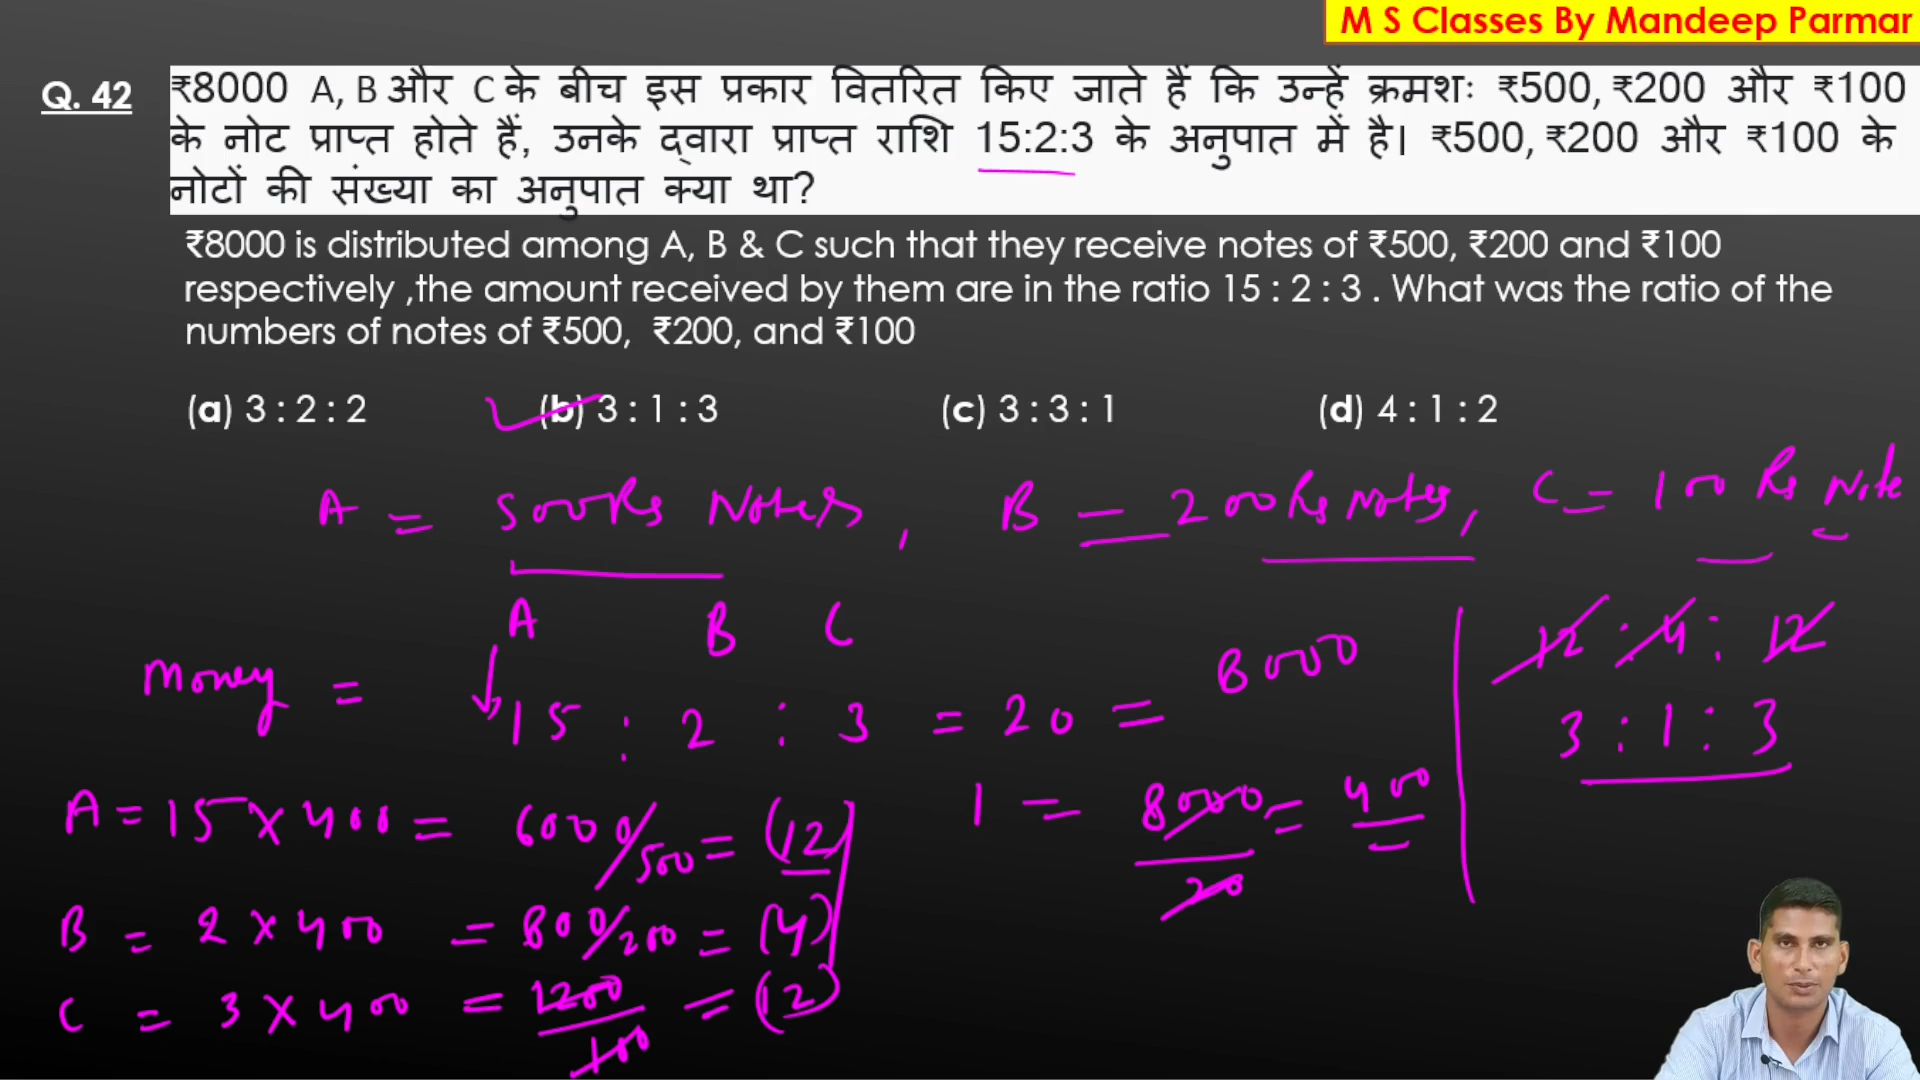 M S Classes By Mandeep Parmar
Q. 42
₹8000 A, B और C के बीच इस प्रकार वितरित किए जाते हैं कि उन्हें क्रमशः ₹500, ₹200 और ₹100
के नोट प्राप्त होते हैं, उनके द्वारा प्राप्त राशि 15:2:3 के अनुपात में है। ₹500, ₹200 और ₹100 के
नोटों की संख्या का अनुपात क्या था?
₹8000 is distributed among A, B & C such that they receive notes of ₹500, ₹200 and ₹100
respectively ,the amount received by them are in the ratio 15 : 2 : 3 . What was the ratio of the
numbers of notes of ₹500, ₹200, and ₹100
(a) 3 : 2 : 2 (b) 3 : 1 : 3 (c) 3 : 3 : 1 (d) 4 : 1 : 2
A = 500Rs Notes, B = 200Rs Notes, C = 100 Rs Note
A B C
Money = 15 : 2 : 3 = 20 = 8000
1 = 8000/20 = 400
A = 15 × 400 = 6000/500 = (12)
B = 2 × 400 = 800/200 = (4)
C = 3 × 400 = 1200/100 = (12)
12 : 4 : 12
3 : 1 : 3